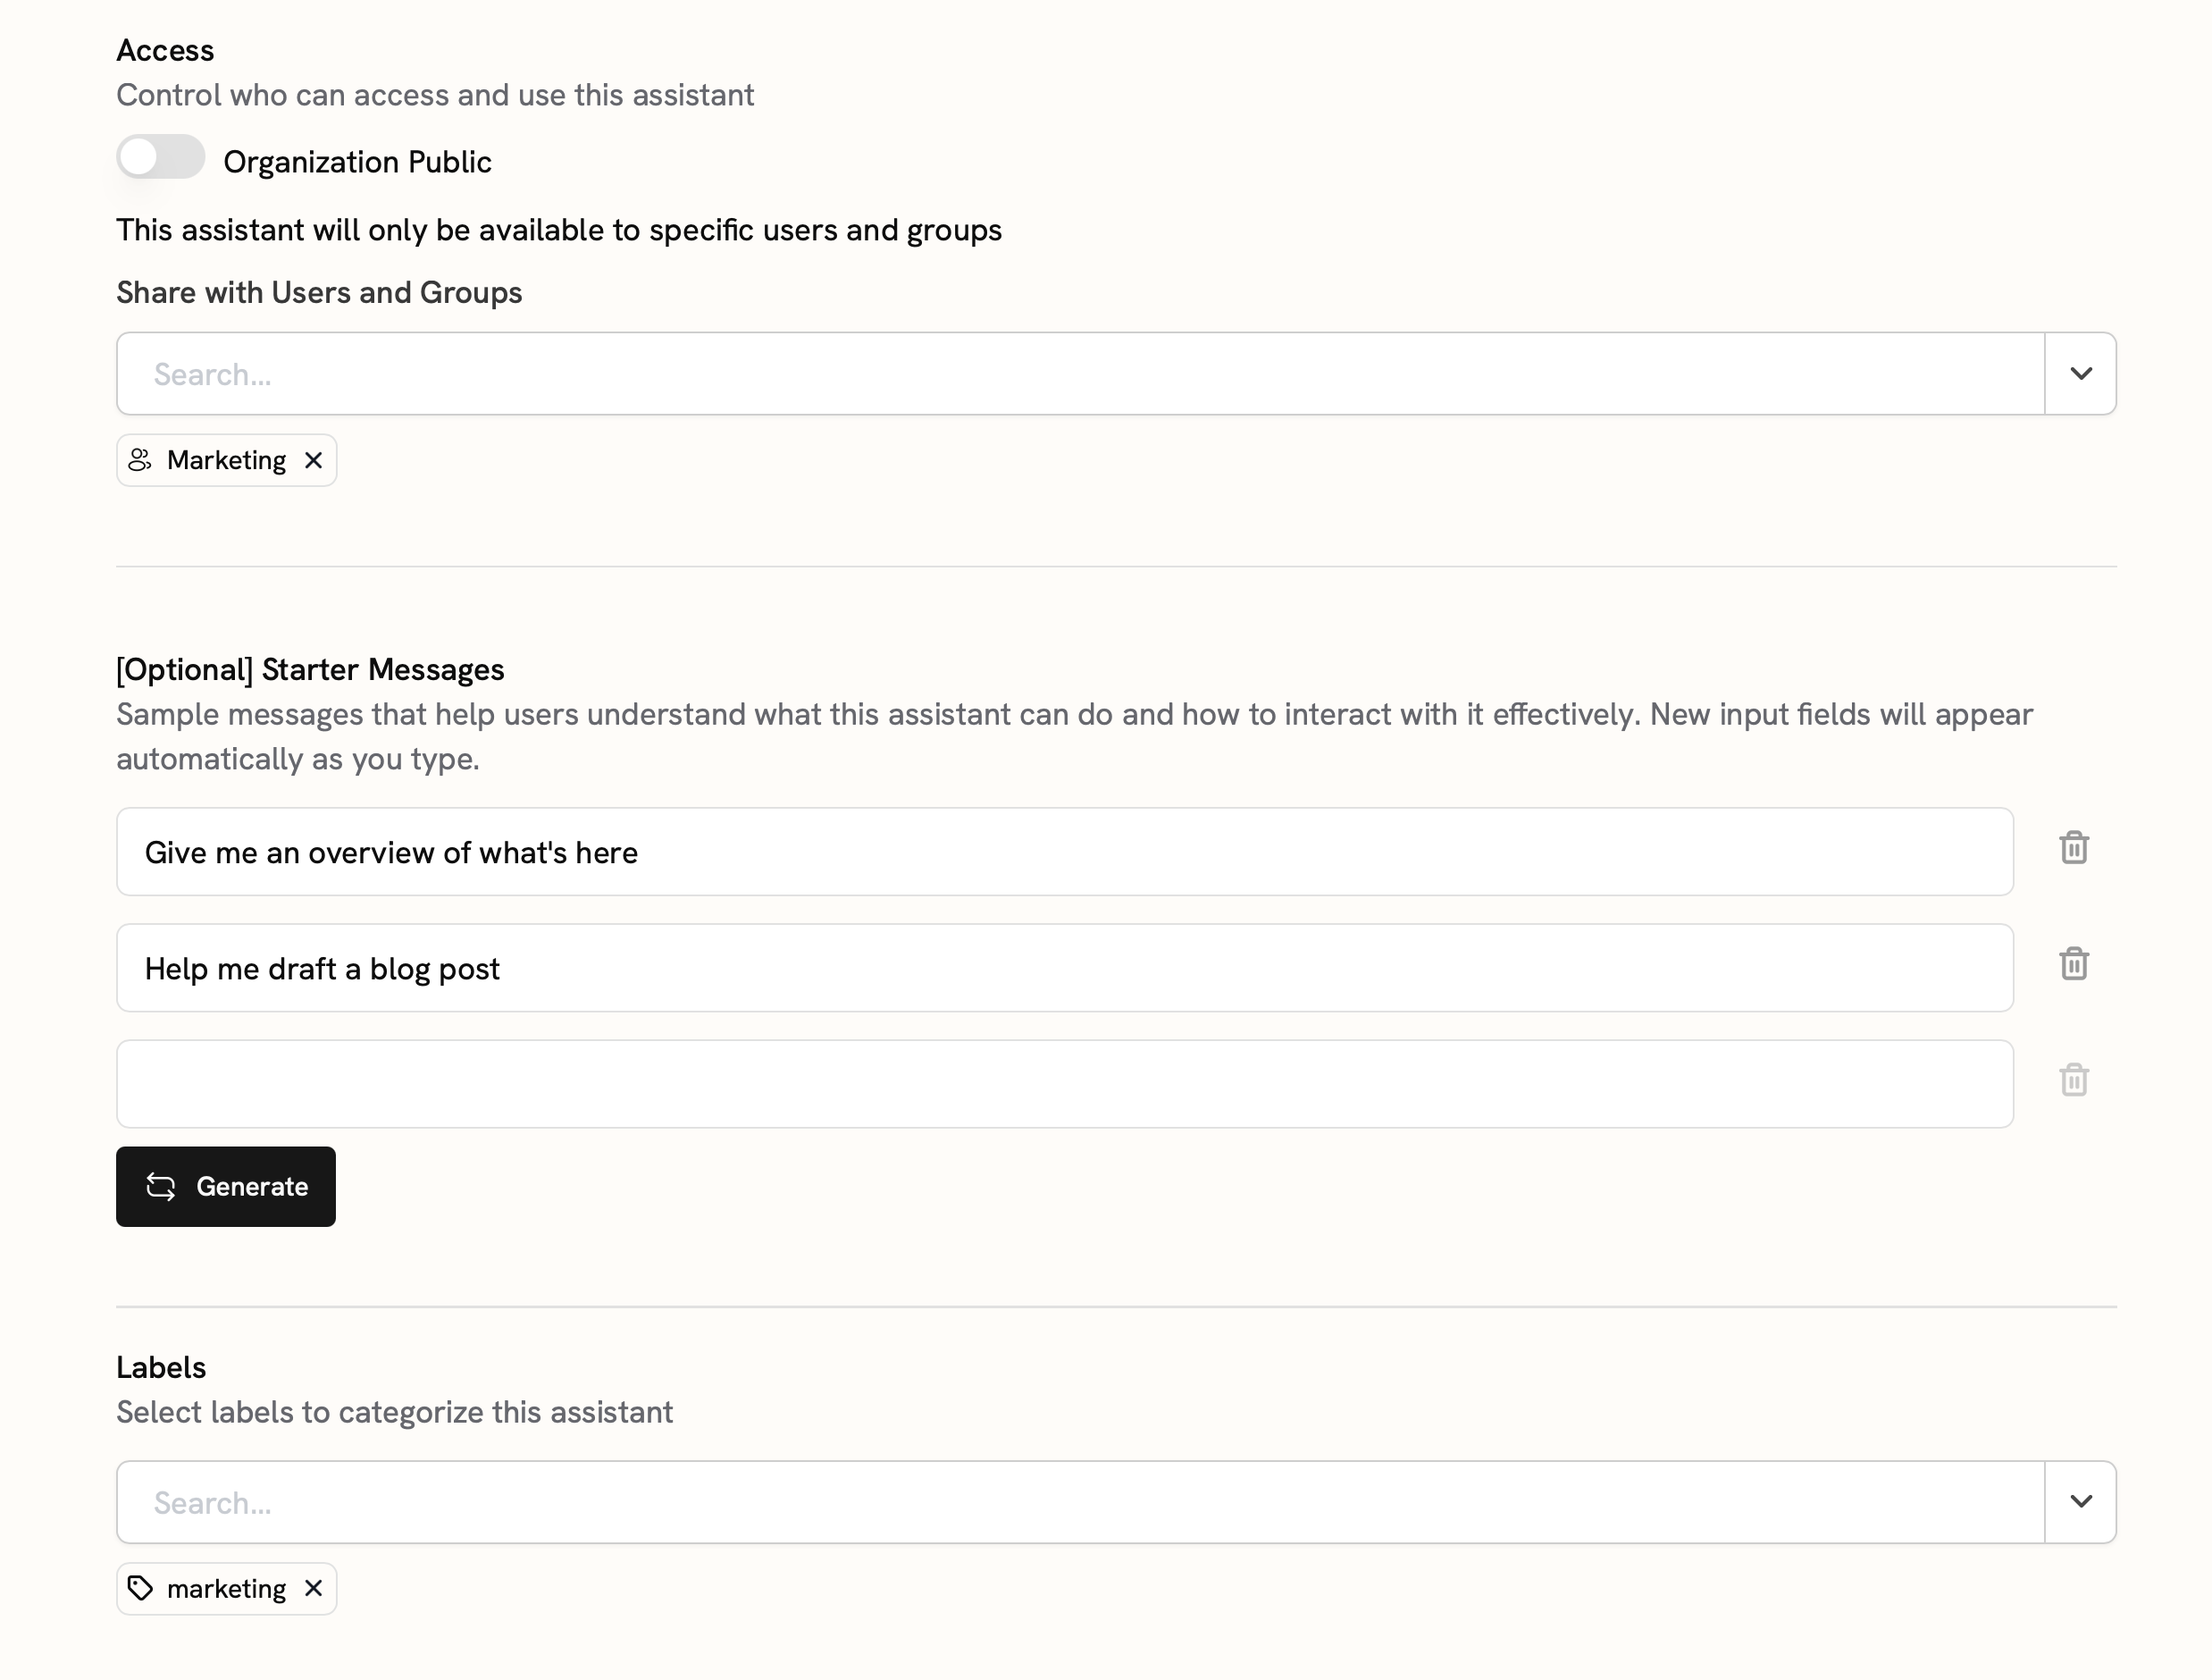 Access
Control who can access and use this assistant
Organization Public
This assistant will only be available to specific users and groups
Share with Users and Groups
Search...
Marketing
[Optional] Starter Messages
Sample messages that help users understand what this assistant can do and how to interact with it effectively. New input fields will appear
automatically as you type.
Give me an overview of what's here
Help me draft a blog post
Generate
Labels
Select labels to categorize this assistant
Search...
marketing